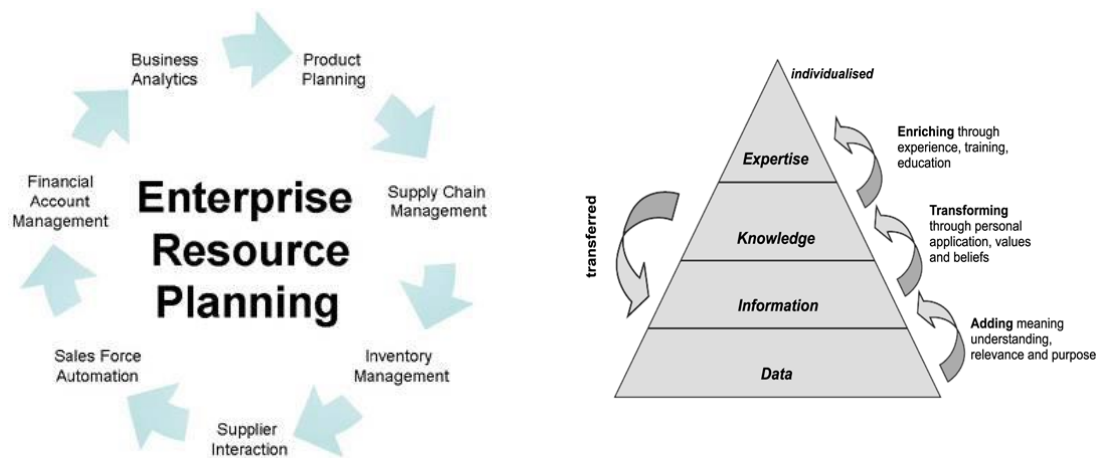 Business
Analytics
Product
Planning
Supply Chain
Management
Inventory
Management
Supplier
Interaction
Sales Force
Automation
Financial
Account
Management
Enterprise
Resource
Planning
individualised
Expertise
Knowledge
Information
Data
transferred
Enriching through
experience, training,
education
Transforming
through personal
application, values
and beliefs
Adding meaning
understanding,
relevance and purpose